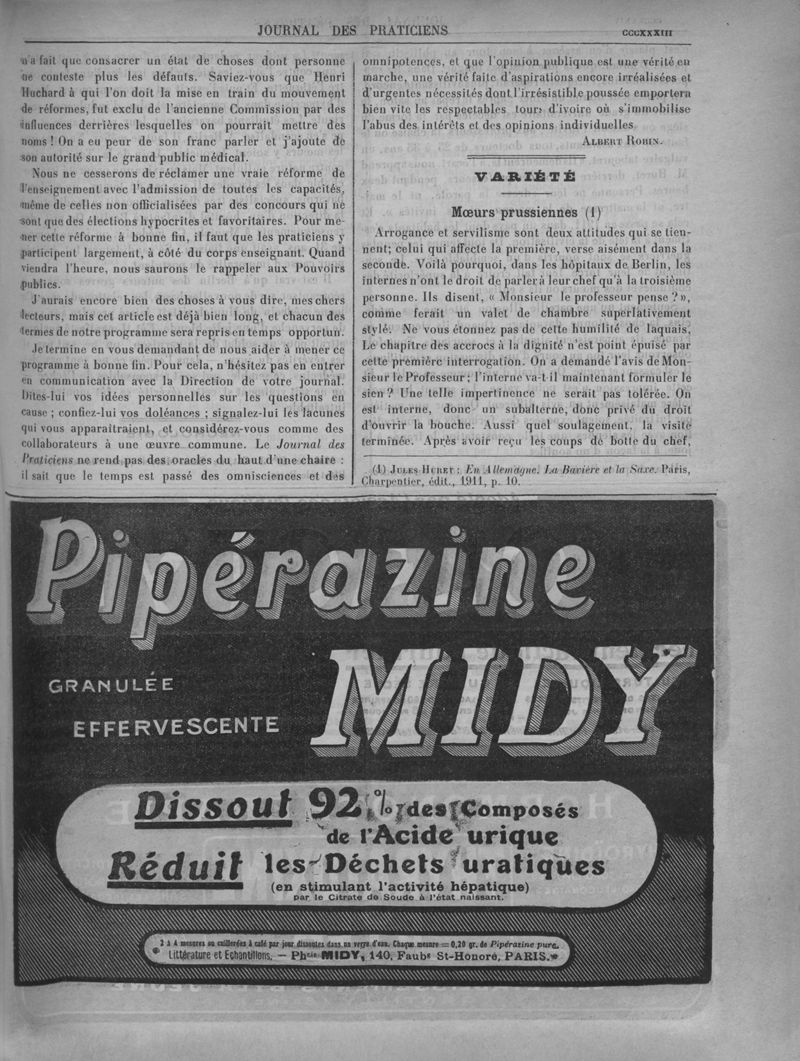 JOURNAL DES PRATICIENS
CCCXXXIII
n'a fait que consacrer un état de choses dont personne
ne conteste plus les défauts. Saviez-vous que Henri
Huchard à qui l'on doit la mise en train du mouvement
de réformes, fut exclu de l'ancienne Commission par des
influences derrières lesquelles on pourrait mettre des
noms ! On a eu peur de son franc parler et j'ajoute de
son autorité sur le grand public médical.
Nous ne cesserons de réclamer une vraie réforme de
l'enseignement avec l'admission de toutes les capacités,
même de celles non officialisées par des concours qui ne
sont que des élections hypocrites et favoritaires. Pour me-
ner cette réforme à bonne fin, il faut que les praticiens y
participent largement, à côté du corps enseignant. Quand
viendra l'heure, nous saurons le rappeler aux Pouvoirs
publics.
J'aurais encore bien des choses à vous dire, mes chers
lecteurs, mais cet article est déjà bien long, et chacun des
termes de notre programme sera repris en temps opportun.
Je termine en vous demandant de nous aider à mener ce
programme à bonne fin. Pour cela, n'hésitez pas en entrer
en communication avec la Direction de votre journal.
Dites-lui vos idées personnelles sur les questions en
cause ; confiez-lui vos doléances ; signalez-lui les lacunes
qui vous apparaîtraient, et considérez-vous comme des
collaborateurs à une œuvre commune. Le Journal des
Praticiens ne rend pas des oracles du haut d'une chaire :
il sait que le temps est passé des omnisciences et des
omnipotences, et que l'opinion publique est une vérité en
marche, une vérité faite d'aspirations encore irréalisées et
d'urgentes nécessités dont l'irrésistible poussée emportera
bien vite les respectables tours d'ivoire où s'immobilise
l'abus des intérêts et des opinions individuelles.
ALBERT ROBIN.
VARIÉTÉ
Mœurs prussiennes (1)
Arrogance et servilisme sont deux attitudes qui se tien-
nent; celui qui affecte la première, verse aisément dans la
seconde. Voilà pourquoi, dans les hôpitaux de Berlin, les
internes n'ont le droit de parler à leur chef qu'à la troisième
personne. Ils disent, « Monsieur le professeur pense ? »,
comme ferait un valet de chambre superlativement
stylé. Ne vous étonnez pas de cette humilité de laquais.
Le chapitre des accrocs à la dignité n'est point épuisé par
cette première interrogation. On a demandé l'avis de Mon-
sieur le Professeur; l'interne va-t-il maintenant formuler le
sien ? Une telle impertinence ne serait pas tolérée. On
est interne, donc un subalterne, donc privé du droit
d'ouvrir la bouche. Aussi quel soulagement, la visite
terminée. Après avoir reçu les coups de botte du chef,
(1) JULES HURET : En Allemagne. La Bavière et la Saxe. Paris,
Charpentier, édit., 1911, p. 10.
Pipérazine
MIDY
GRANULÉE
EFFERVESCENTE
Dissout 92 % des Composés
de l'Acide urique
Réduit les Déchets uratiques
(en stimulant l'activité hépatique)
par le Citrate de Soude à l'état naissant.
2 à 4 mesures ou cuillerées à café par jour dissoutes dans un verre d'eau. Chaque mesure = 0,20 gr. de Pipérazine pure.
Littérature et Echantillons. — Phcie MIDY, 140, Faubg St-Honoré, PARIS.